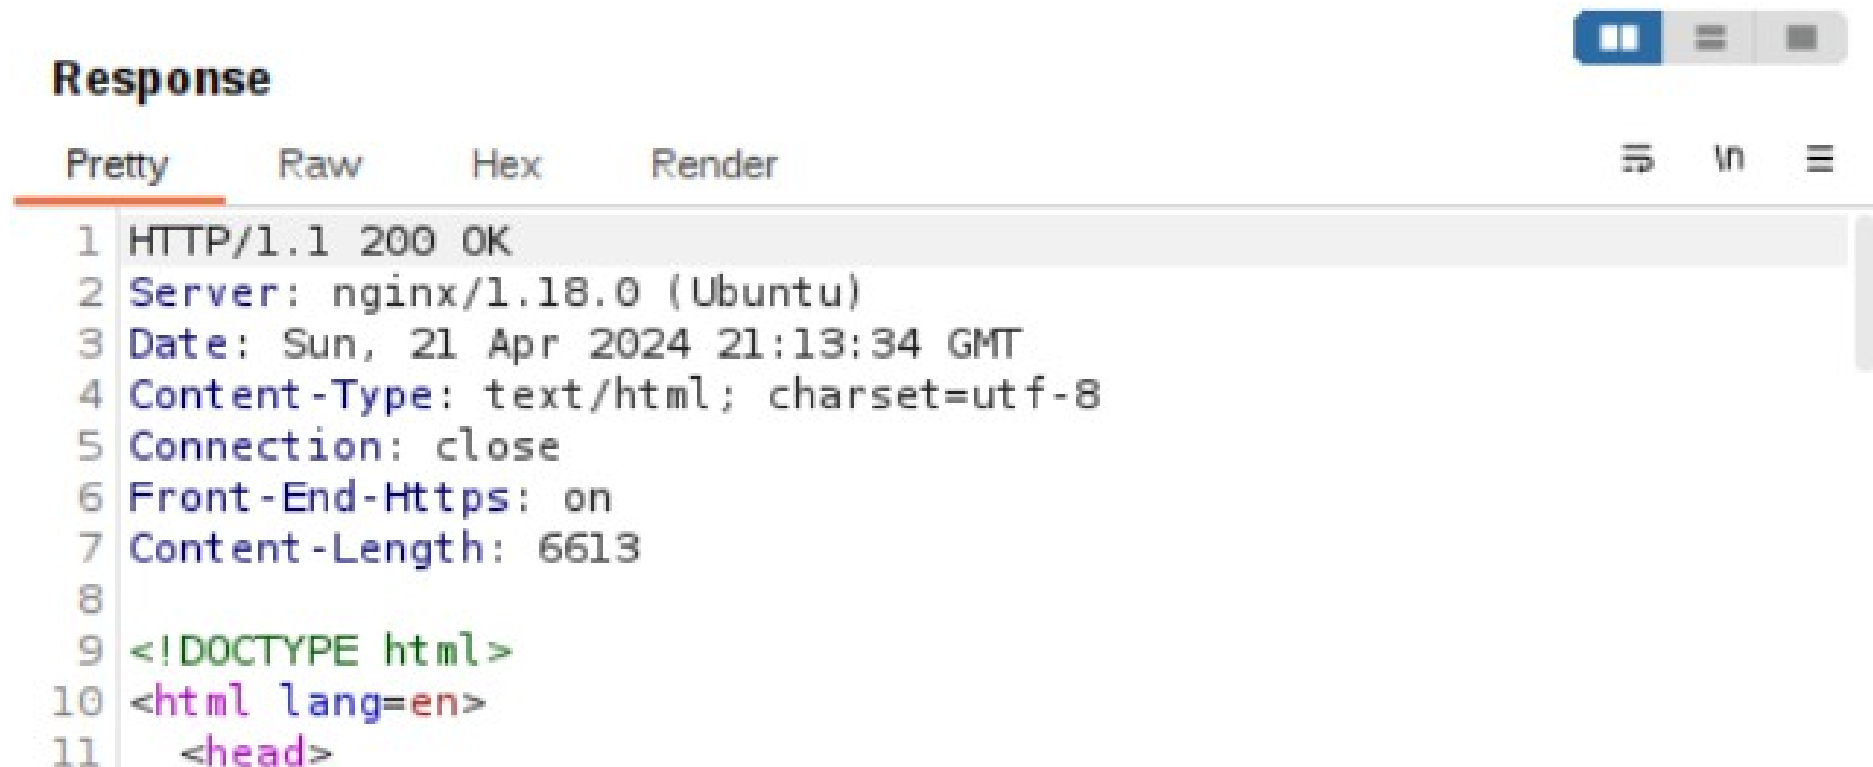 Response
Pretty Raw Hex Render \n
1 HTTP/1.1 200 OK
2 Server: nginx/1.18.0 (Ubuntu)
3 Date: Sun, 21 Apr 2024 21:13:34 GMT
4 Content-Type: text/html; charset=utf-8
5 Connection: close
6 Front-End-Https: on
7 Content-Length: 6613
8
9 <!DOCTYPE html>
10 <html lang=en>
11 <head>